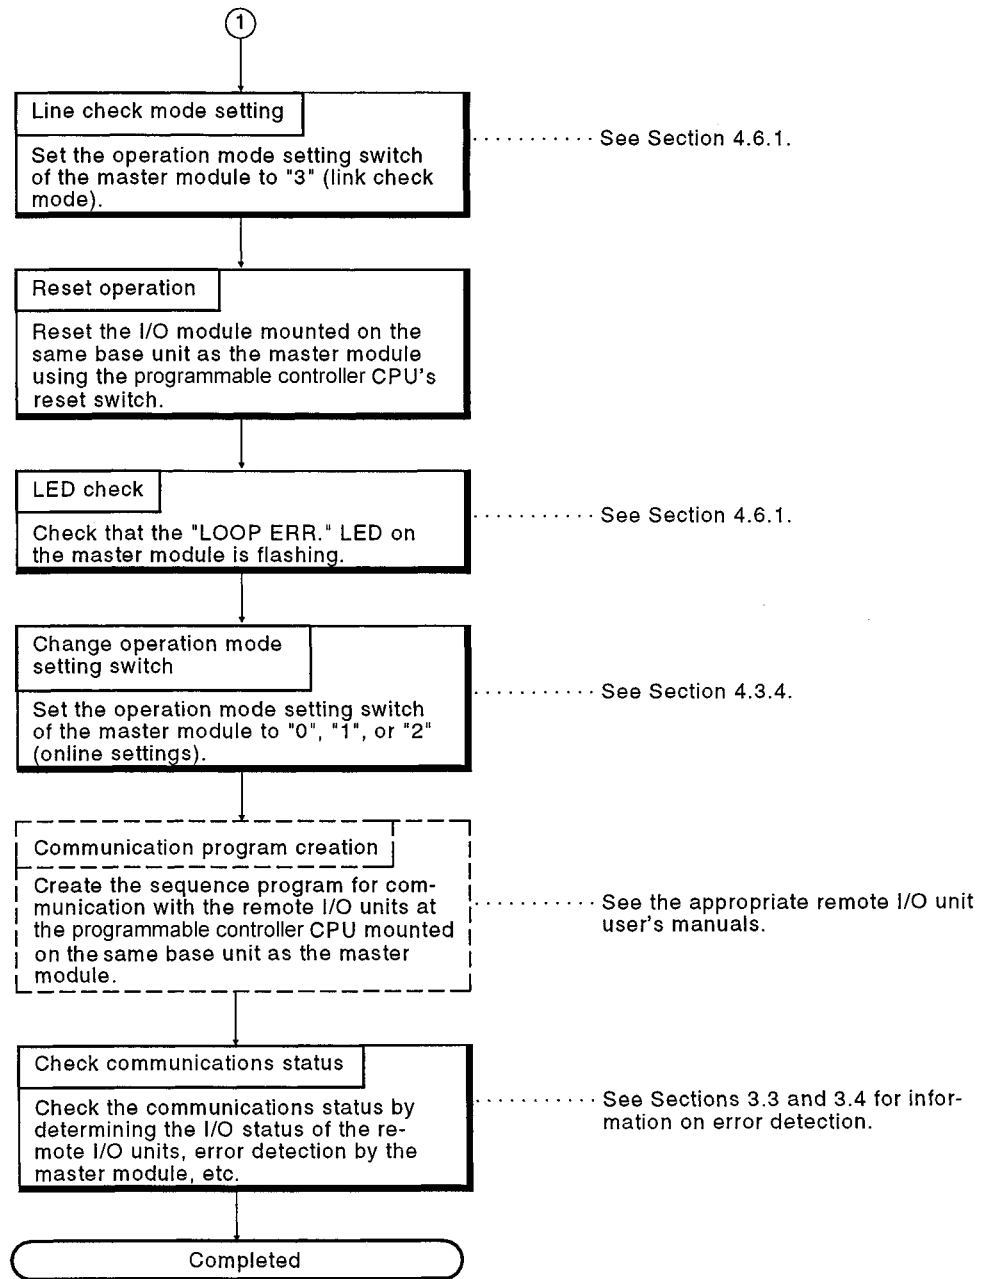 1
Line check mode setting
Set the operation mode setting switch
of the master module to "3" (link check
mode).
See Section 4.6.1.
Reset operation
Reset the I/O module mounted on the
same base unit as the master module
using the programmable controller CPU's
reset switch.
LED check
Check that the "LOOP ERR." LED on
the master module is flashing.
See Section 4.6.1.
Change operation mode
setting switch
Set the operation mode setting switch
of the master module to "0", "1", or "2"
(online settings).
See Section 4.3.4.
Communication program creation
Create the sequence program for com-
munication with the remote I/O units at
the programmable controller CPU mounted
on the same base unit as the master
module.
See the appropriate remote I/O unit
user's manuals.
Check communications status
Check the communications status by
determining the I/O status of the re-
mote I/O units, error detection by the
master module, etc.
See Sections 3.3 and 3.4 for infor-
mation on error detection.
Completed